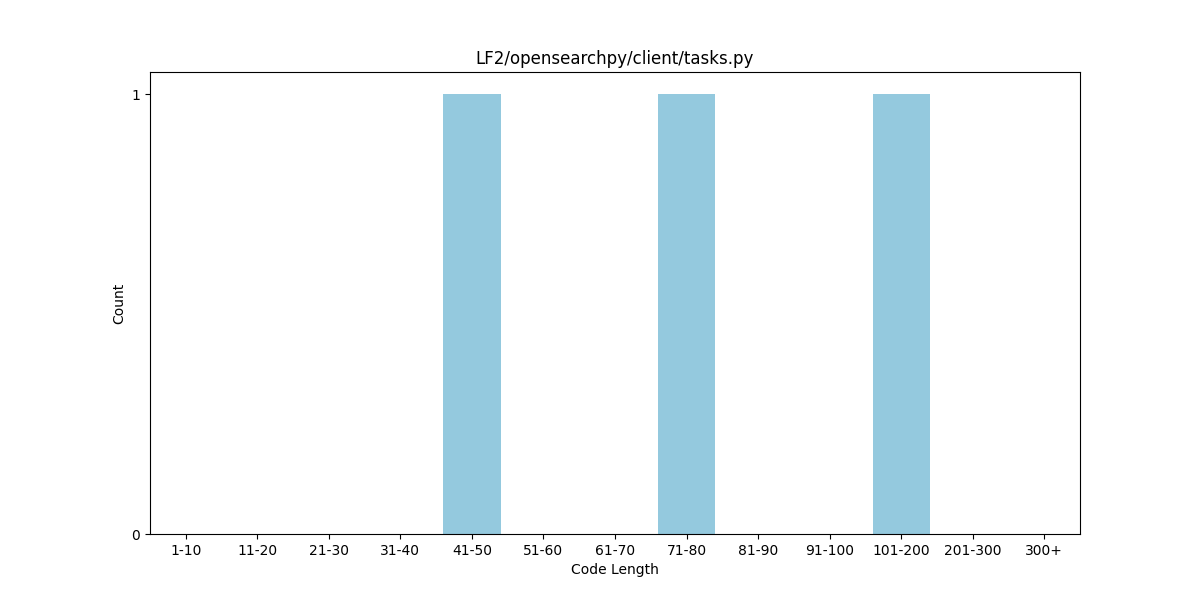 LF2/opensearchpy/client/tasks.py
1
Count
0
1-10 11-20 21-30 31-40 41-50 51-60 61-70 71-80 81-90 91-100 101-200 201-300 300+
Code Length